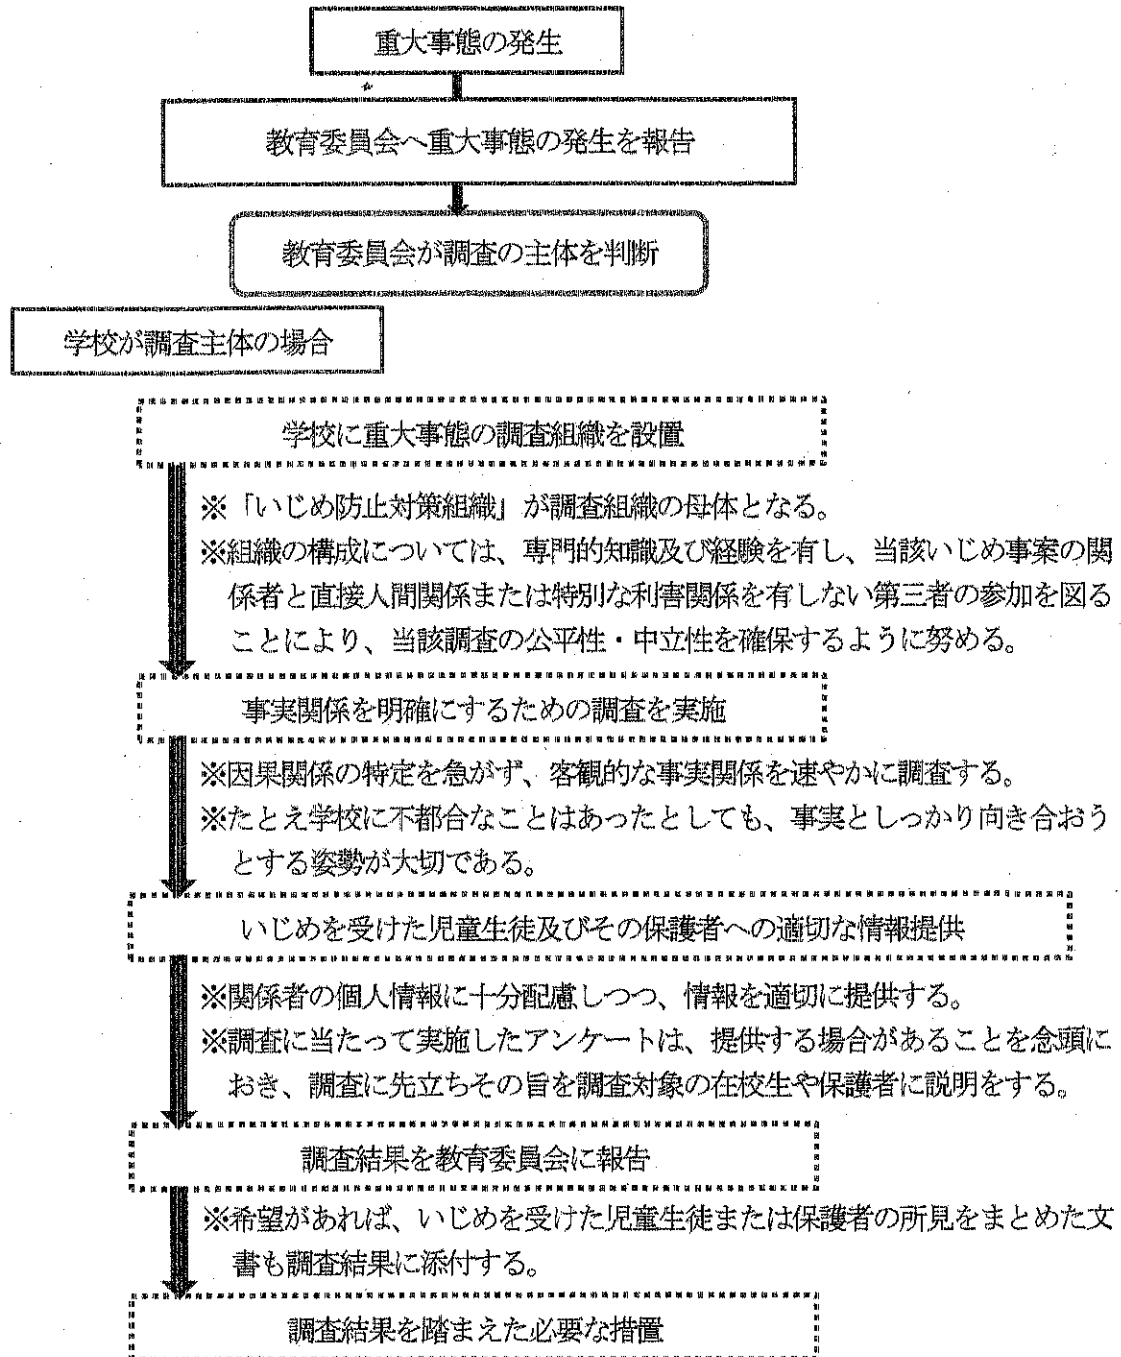 重大事態の発生
教育委員会へ重大事態の発生を報告
教育委員会が調査の主体を判断
学校が調査主体の場合
学校に重大事態の調査組織を設置
※「いじめ防止対策組織」が調査組織の母体となる。
※組織の構成については、専門的知識及び経験を有し、当該いじめ事案の関
係者と直接人間関係または特別な利害関係を有しない第三者の参加を図る
ことにより、当該調査の公平性・中立性を確保するように努める。
事実関係を明確にするための調査を実施
※因果関係の特定を急がず、客観的な事実関係を速やかに調査する。
※たとえ学校に不都合なことはあったとしても、事実としっかり向き合おう
とする姿勢が大切である。
いじめを受けた児童生徒及びその保護者への適切な情報提供
※関係者の個人情報に十分配慮しつつ、情報を適切に提供する。
※調査に当たって実施したアンケートは、提供する場合があることを念頭に
おき、調査に先立ちその旨を調査対象の在校生や保護者に説明をする。
調査結果を教育委員会に報告
※希望があれば、いじめを受けた児童生徒または保護者の所見をまとめた文
書も調査結果に添付する。
調査結果を踏まえた必要な措置